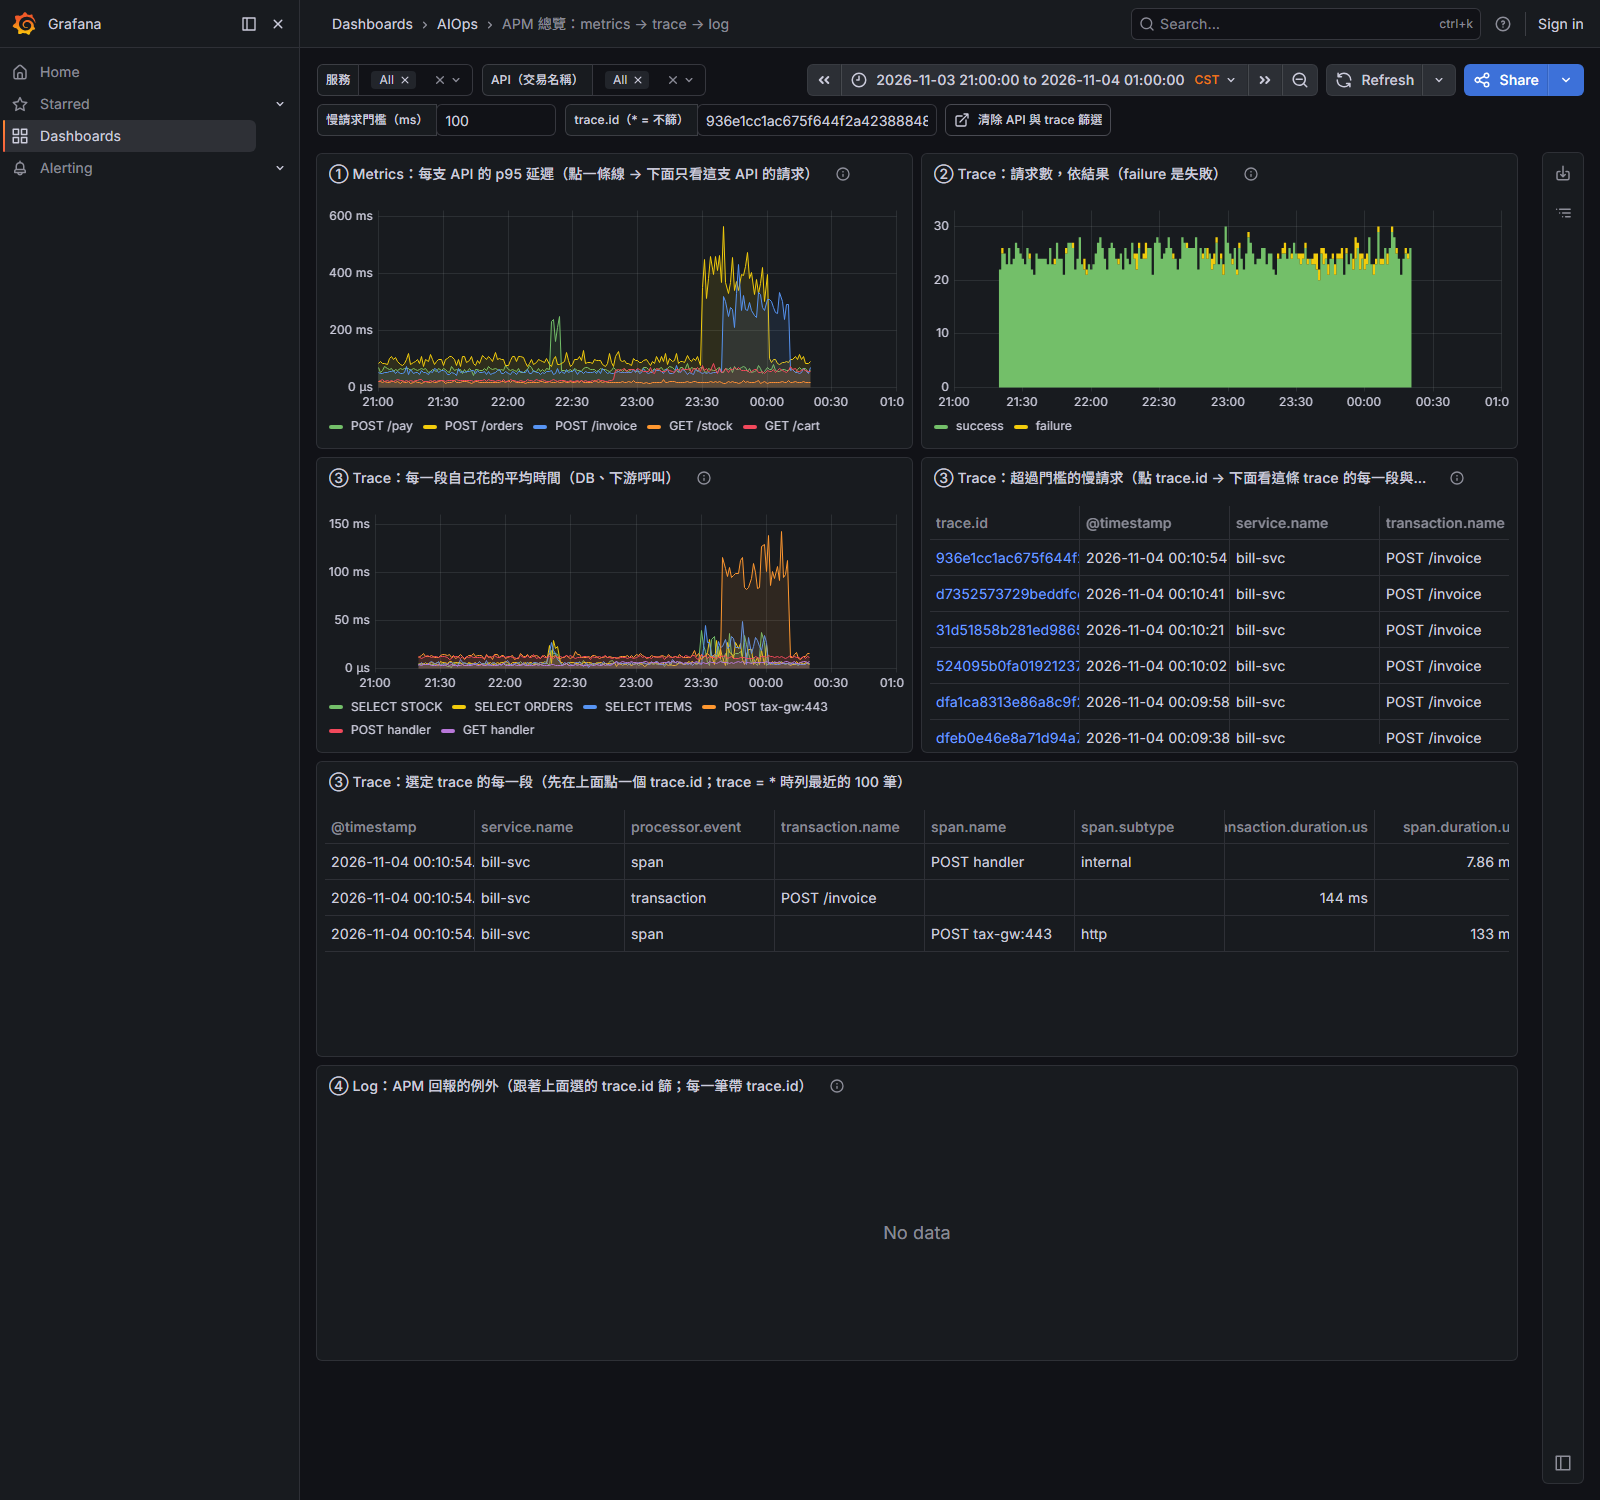 Grafana
Home
Starred
Dashboards
Alerting
Dashboards › AIOps › APM 總覽：metrics → trace → log
Search... ctrl+k
Sign in
服務 All
API（交易名稱） All
2026-11-03 21:00:00 to 2026-11-04 01:00:00 CST
Refresh
Share
慢請求門檻（ms） 100
trace.id（* = 不篩） 936e1cc1ac675f644f2a42388848
清除 API 與 trace 篩選
① Metrics：每支 API 的 p95 延遲（點一條線 → 下面只看這支 API 的請求）
600 ms
400 ms
200 ms
0 µs
21:00 21:30 22:00 22:30 23:00 23:30 00:00 00:30 01:0
POST /pay POST /orders POST /invoice GET /stock GET /cart
② Trace：請求數，依結果（failure 是失敗）
30
20
10
0
21:00 21:30 22:00 22:30 23:00 23:30 00:00 00:30 01:0
success failure
③ Trace：每一段自己花的平均時間（DB、下游呼叫）
150 ms
100 ms
50 ms
0 µs
21:00 21:30 22:00 22:30 23:00 23:30 00:00 00:30 01:0
SELECT STOCK SELECT ORDERS SELECT ITEMS POST tax-gw:443
POST handler GET handler
③ Trace：超過門檻的慢請求（點 trace.id → 下面看這條 trace 的每一段與...
trace.id @timestamp service.name transaction.name
936e1cc1ac675f644f 2026-11-04 00:10:54 bill-svc POST /invoice
d7352573729beddfc 2026-11-04 00:10:41 bill-svc POST /invoice
31d51858b281ed986 2026-11-04 00:10:21 bill-svc POST /invoice
524095b0fa01921237 2026-11-04 00:10:02 bill-svc POST /invoice
dfa1ca8313e86a8c9f 2026-11-04 00:09:58 bill-svc POST /invoice
dfeb0e46e8a71d94a 2026-11-04 00:09:38 bill-svc POST /invoice
③ Trace：選定 trace 的每一段（先在上面點一個 trace.id；trace = * 時列最近的 100 筆）
@timestamp service.name processor.event transaction.name span.name span.subtype nsaction.duration.us span.duration.u
2026-11-04 00:10:54. bill-svc span POST handler internal 7.86 m
2026-11-04 00:10:54. bill-svc transaction POST /invoice 144 ms
2026-11-04 00:10:54. bill-svc span POST tax-gw:443 http 133 m
④ Log：APM 回報的例外（跟著上面選的 trace.id 篩；每一筆帶 trace.id）
No data